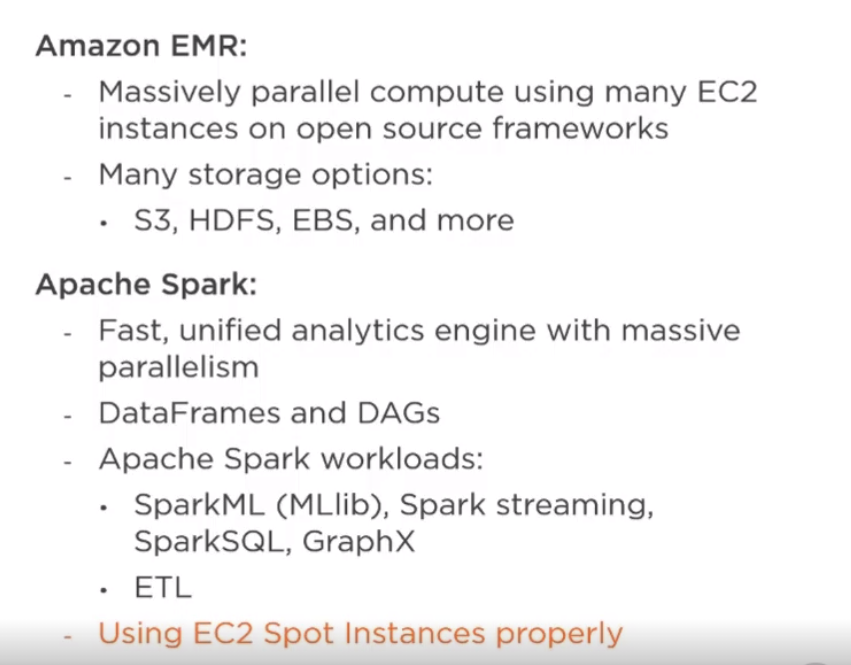 Amazon EMR:
- Massively parallel compute using many EC2
instances on open source frameworks
- Many storage options:
• S3, HDFS, EBS, and more
Apache Spark:
- Fast, unified analytics engine with massive
parallelism
- DataFrames and DAGs
- Apache Spark workloads:
• SparkML (MLlib), Spark streaming,
SparkSQL, GraphX
• ETL
- Using EC2 Spot Instances properly